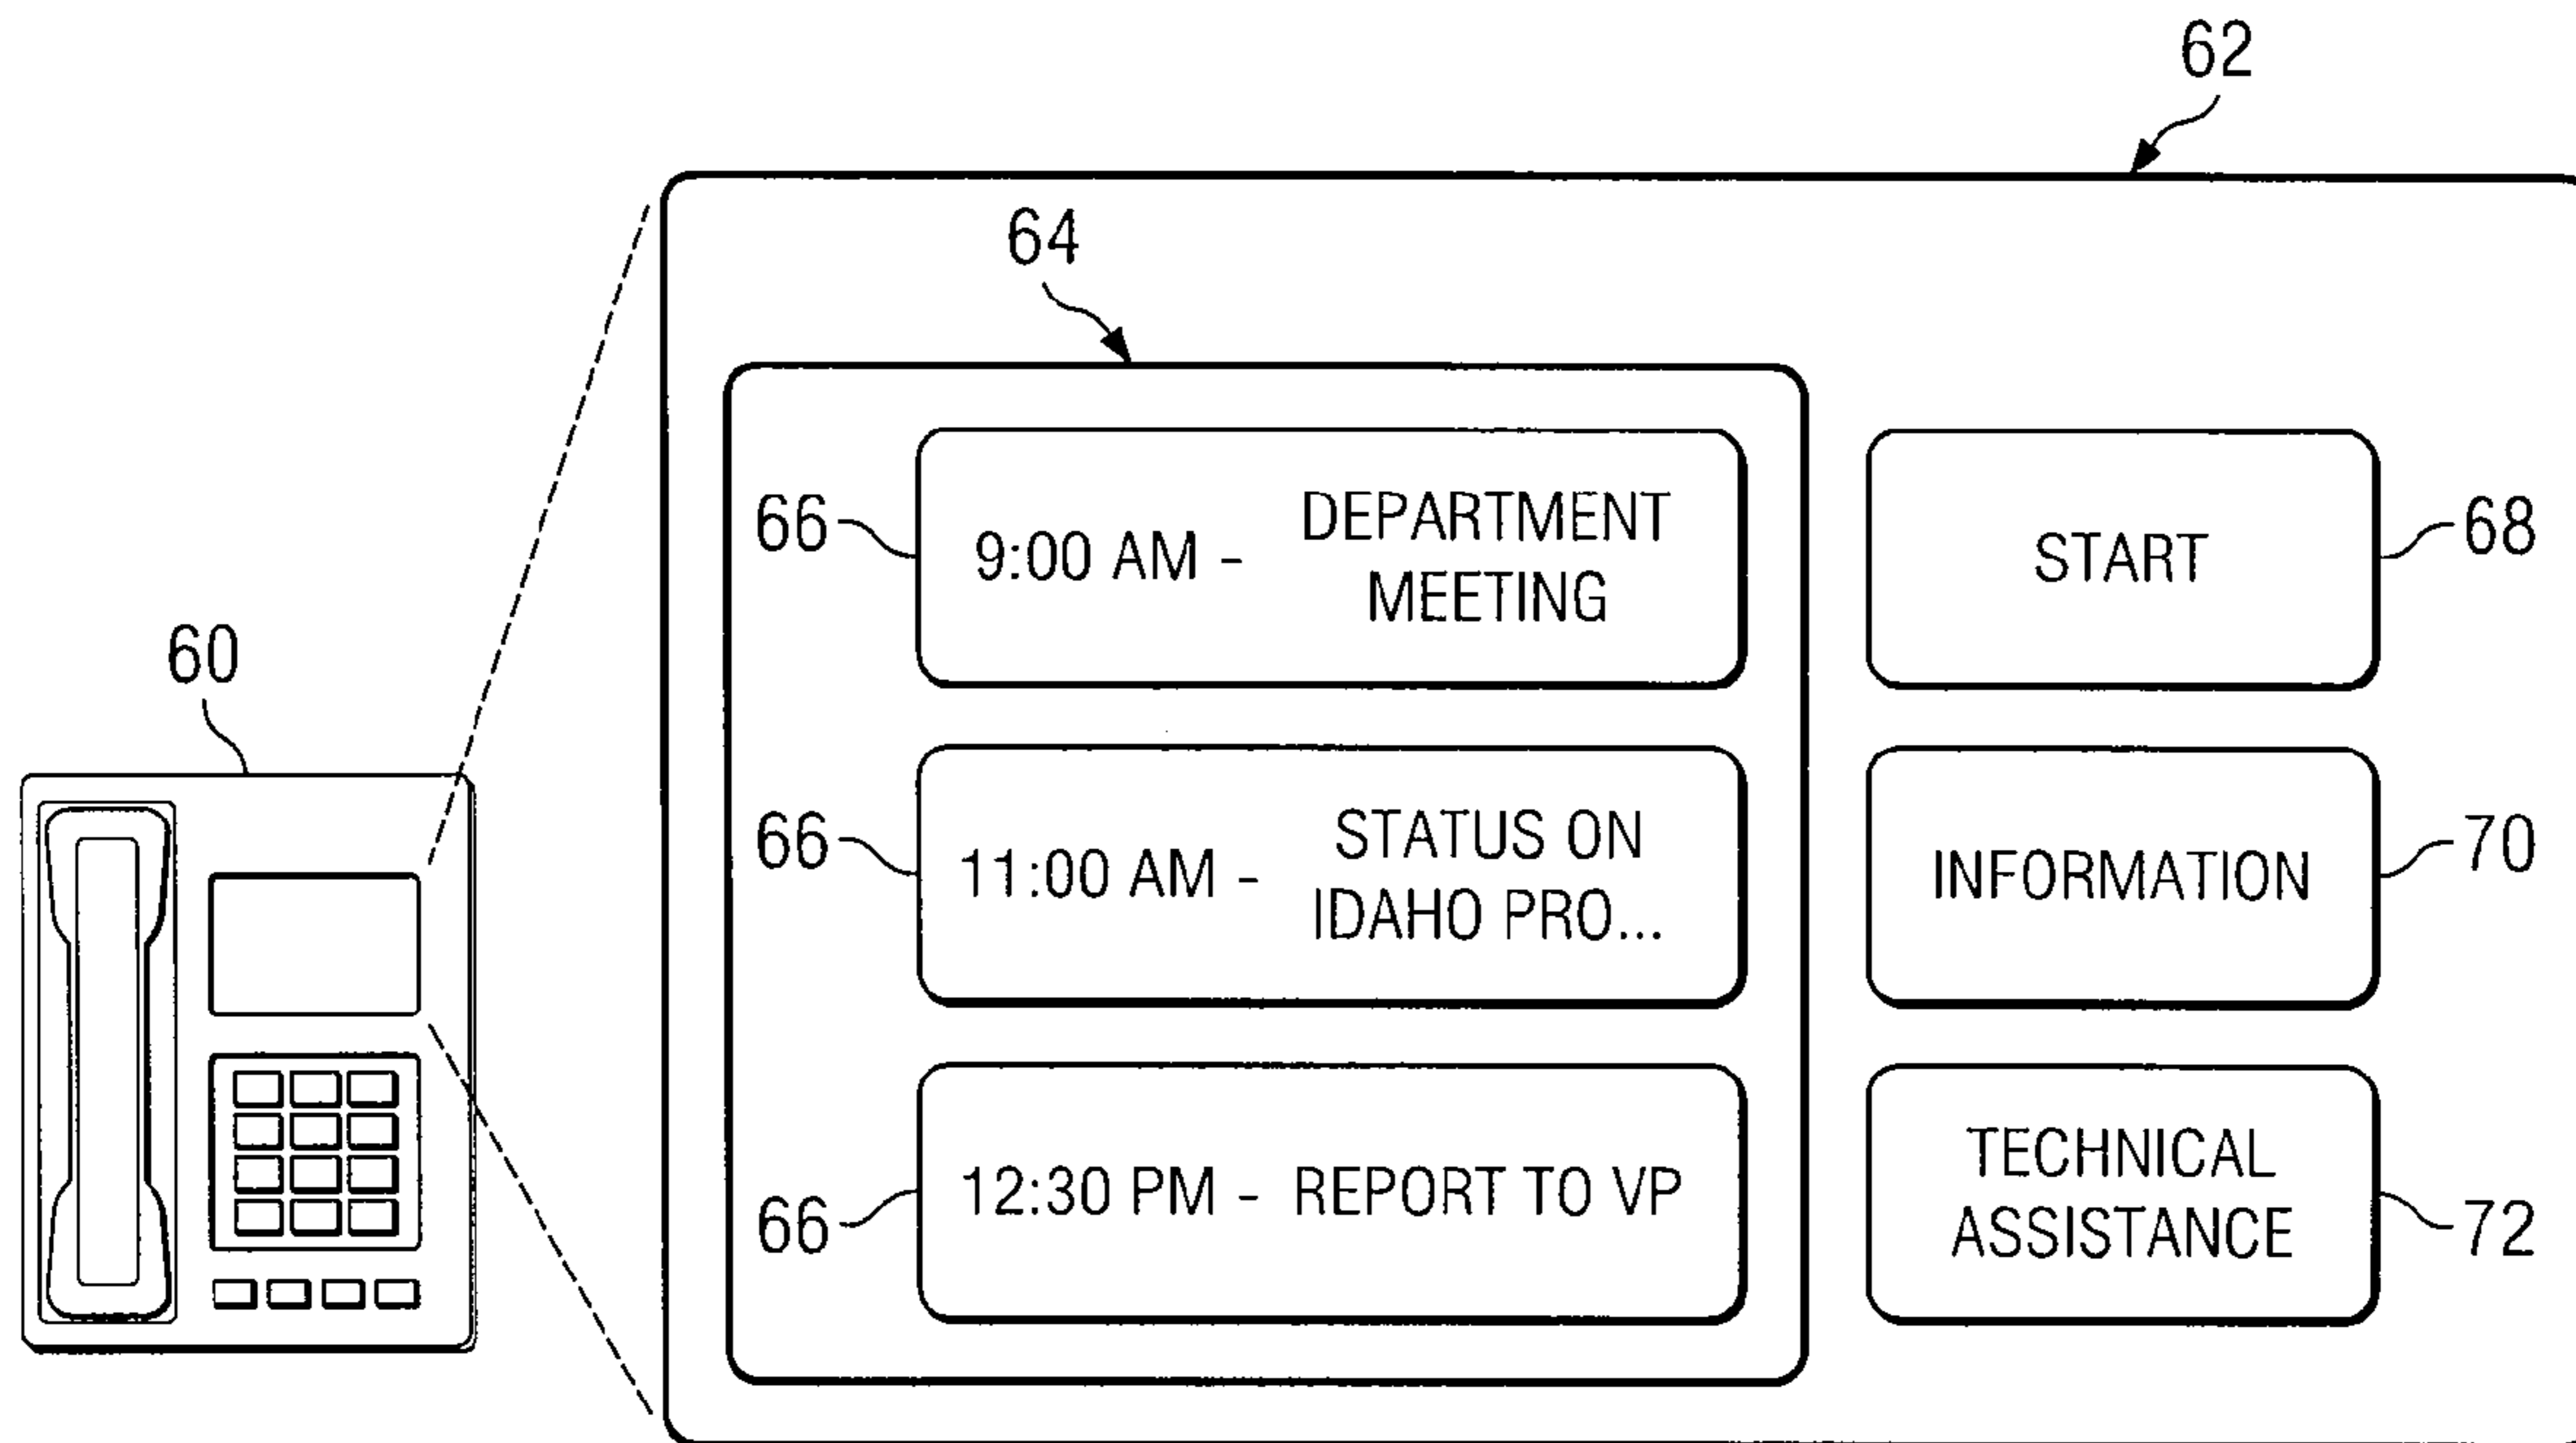 62
64
66
9:00 AM -
DEPARTMENT
MEETING
START
68
60
66
11:00 AM -
STATUS ON
IDAHO PRO...
INFORMATION
70
66
12:30 PM - REPORT TO VP
TECHNICAL
ASSISTANCE
72